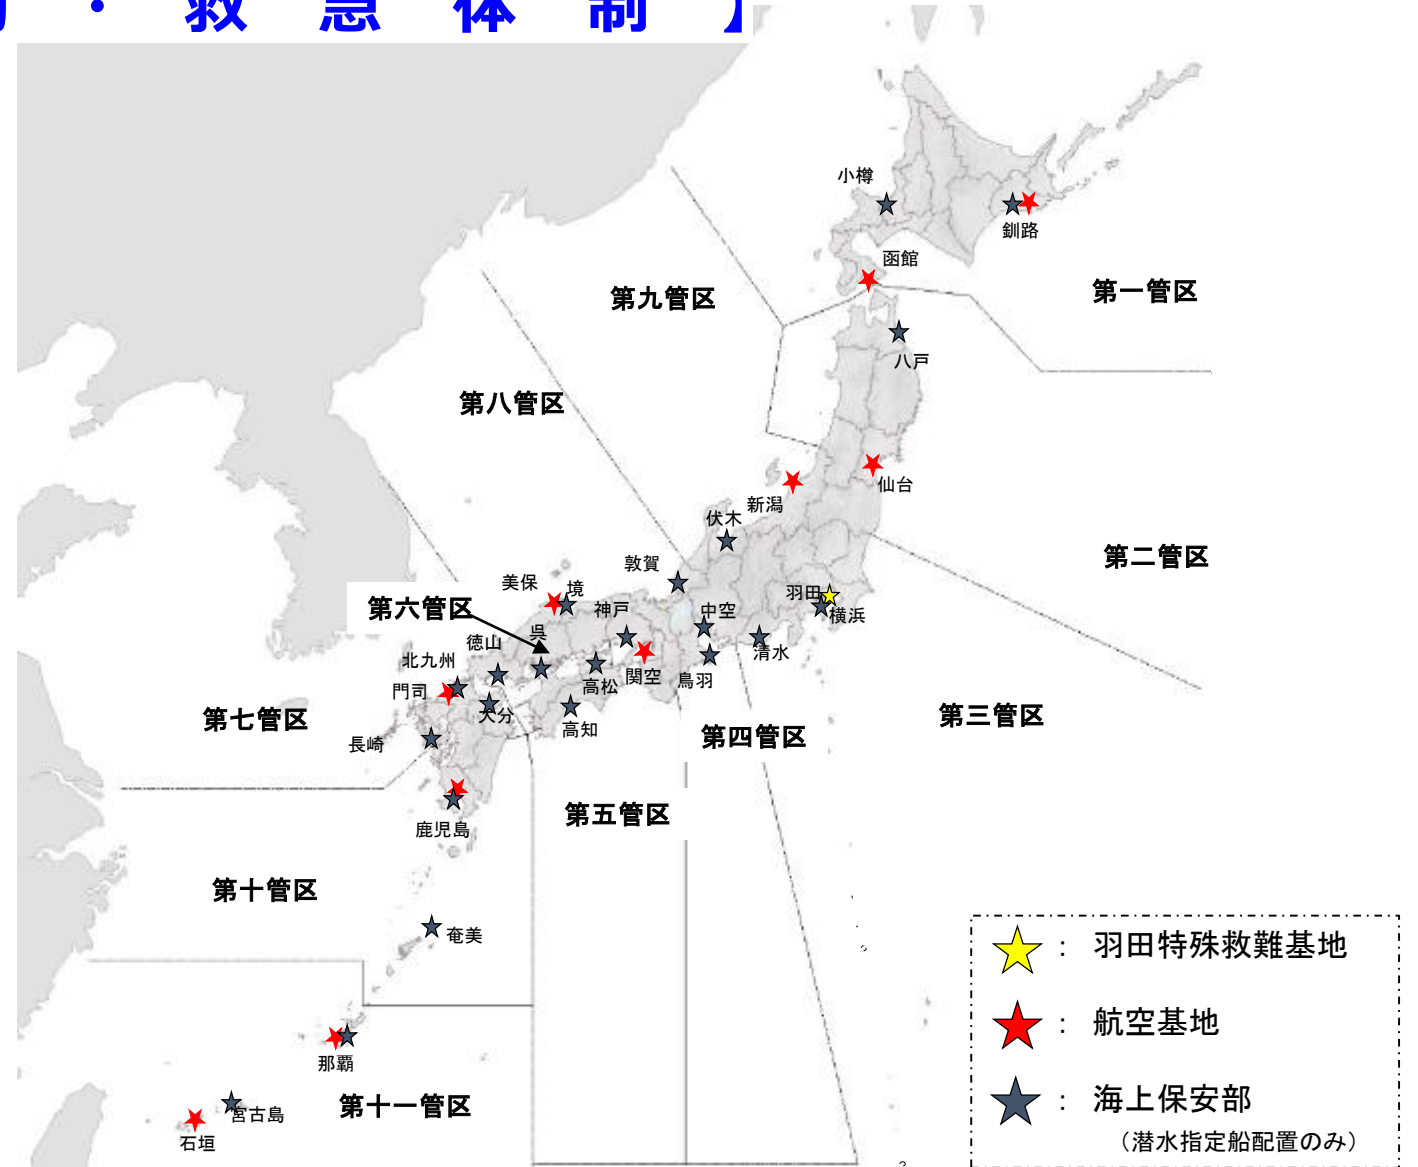 ・ 救 急 体 制 】
小樽
釧路
函館
第一管区
第九管区
八戸
第八管区
仙台
新潟
伏木
第二管区
敦賀
美保
境
羽田
横浜
第六管区
神戸
中空
呉
徳山
清水
北九州
関空
鳥羽
高松
門司
大分
高知
第七管区
第三管区
長崎
第四管区
第五管区
鹿児島
第十管区
奄美
那覇
第十一管区
宮古島
石垣
： 羽田特殊救難基地
： 航空基地
： 海上保安部
（潜水指定船配置のみ）